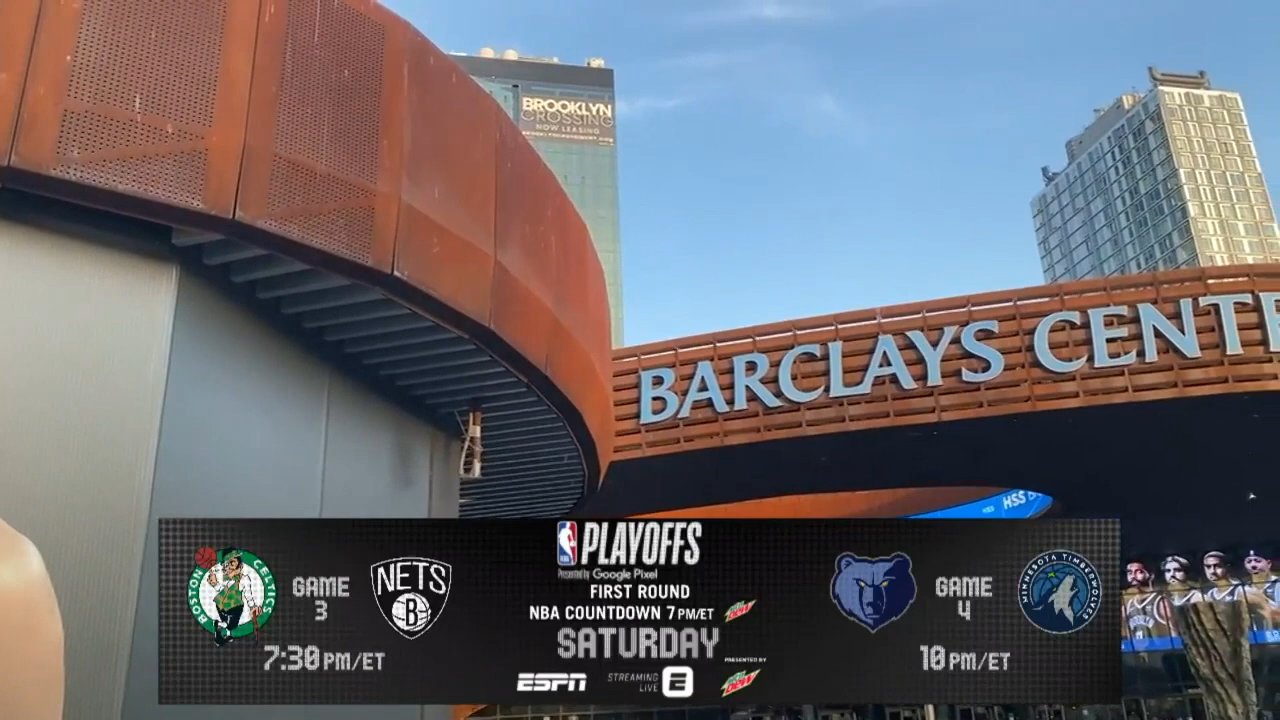 BROOKLYN
CROSSING
NOW LEASING
BARCLAYS CENTE
HSS
PLAYOFFS
Presented by Google Pixel
FIRST ROUND
NBA COUNTDOWN 7 PM/ET
SATURDAY
ESPN
STREAMING
LIVE
PRESENTED BY
BOSTON CELTICS
GAME
3
NETS
B
7:30 PM/ET
GAME
4
MINNESOTA TIMBERWOLVES
10 PM/ET